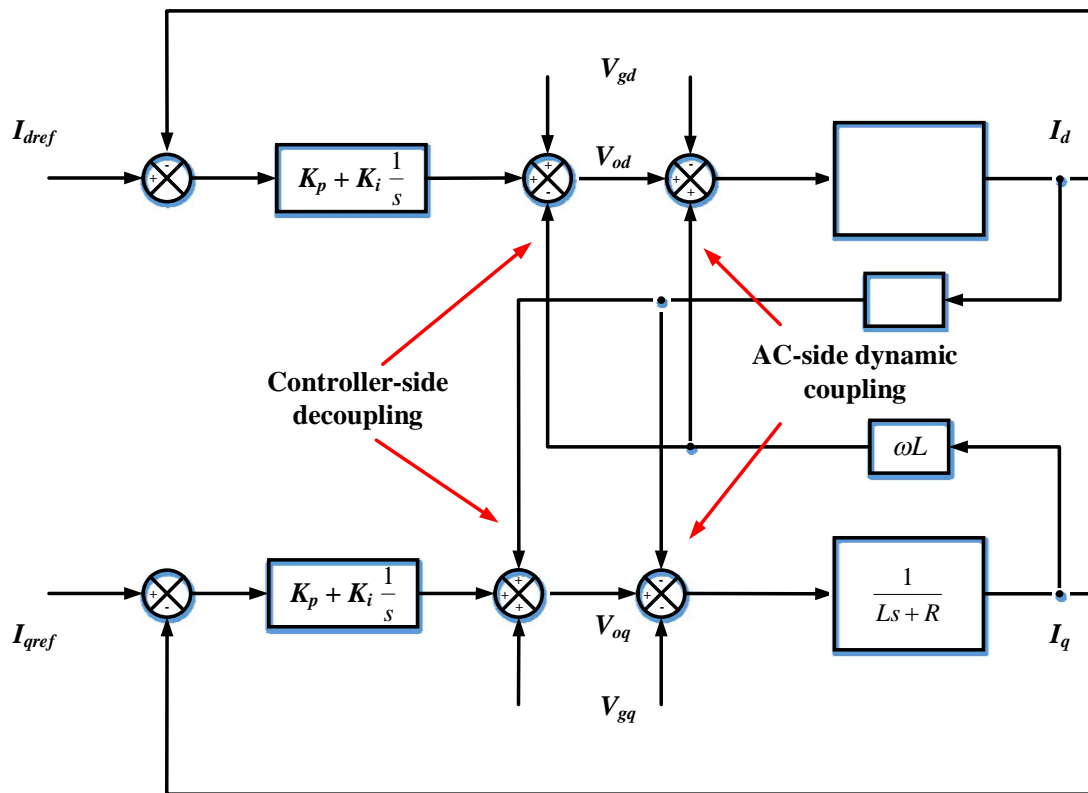 V_gd
I_dref
V_od
I_d
K_p + K_i 1/s
Controller-side
decoupling
AC-side dynamic
coupling
ωL
K_p + K_i 1/s
1/(Ls + R)
I_qref
V_oq
I_q
V_gq
+
-
+
+
-
+
-
+
+
-
+
+
+
+
-
-